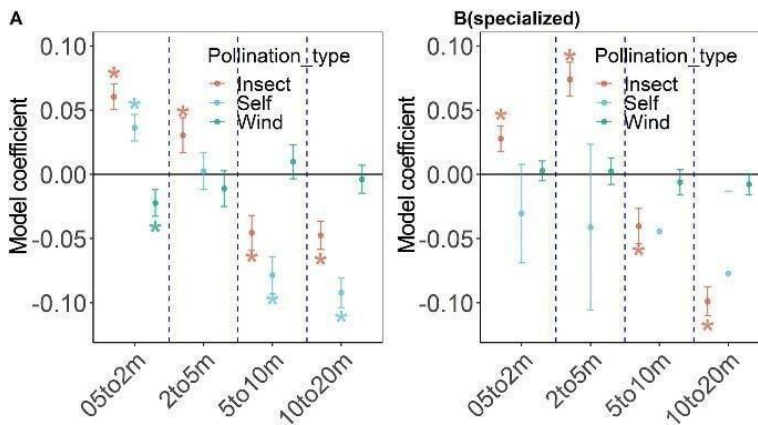 A
B(specialized)
Pollination_type
Insect
Self
Wind
Model coefficient
0.10
0.05
0.00
-0.05
-0.10
05to2m
2to5m
5to10m
10to20m
Pollination_type
Insect
Self
Wind
Model coefficient
0.10
0.05
0.00
-0.05
-0.10
05to2m
2to5m
5to10m
10to20m